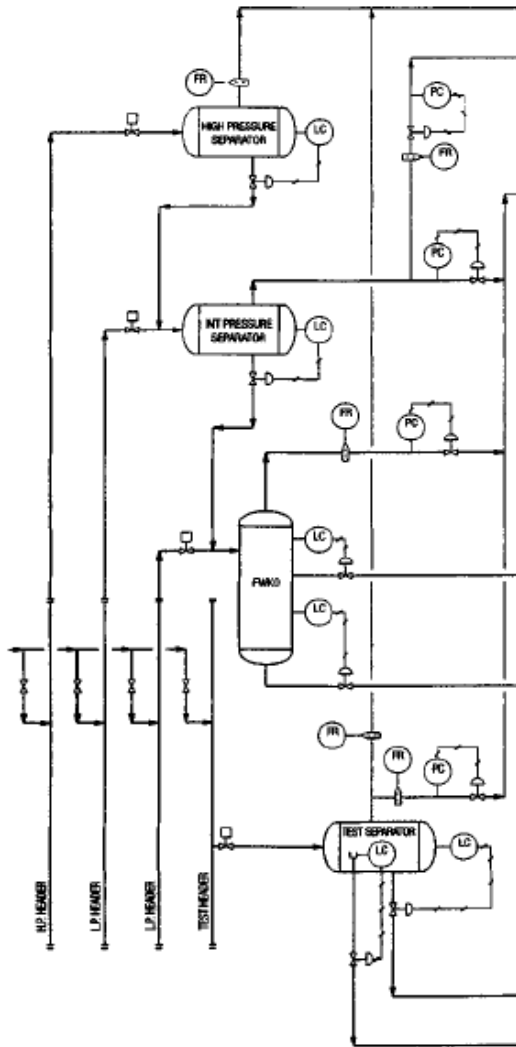 FR
HIGH PRESSURE
SEPARATOR
LC
PC
FR
PC
INT PRESSURE
SEPARATOR
LC
FR
PC
LC
FWKO
LC
FR
FR
PC
TEST SEPARATOR
LC
LC
H.P. HEADER
I.P. HEADER
L.P. HEADER
TEST HEADER